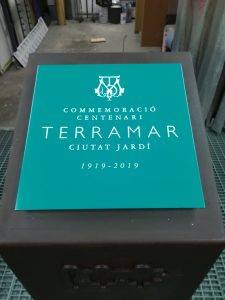 COMMEMORACIÓ
CENTENARI
TERRAMAR
CIUTAT JARDÍ
1919-2019